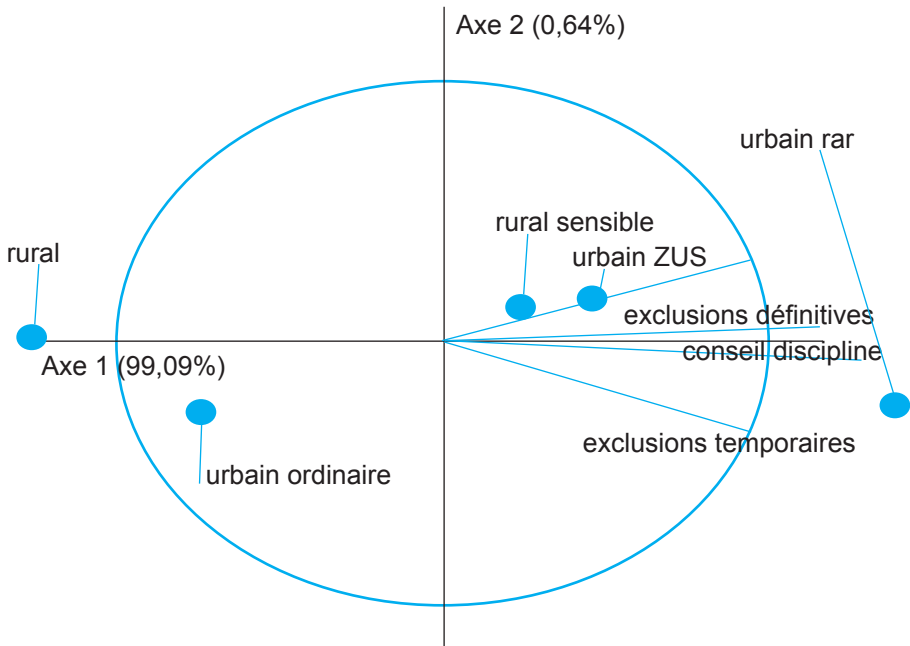 Axe 2 (0,64%)
urbain rar
rural sensible
rural
urbain ZUS
exclusions définitives
conseil discipline
Axe 1 (99,09%)
exclusions temporaires
urbain ordinaire